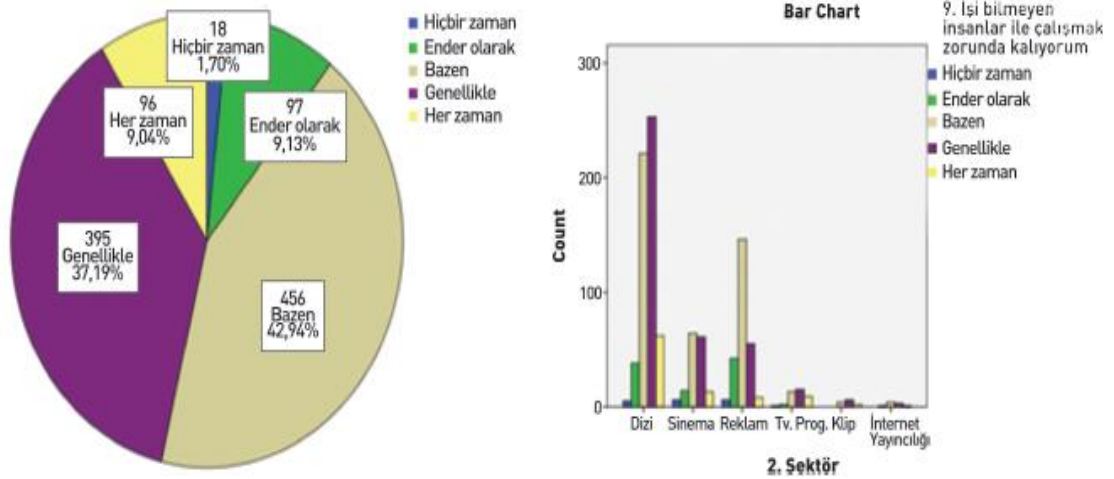 18
Hiçbir zaman
1,70%
96
Her zaman
9,04%
97
Ender olarak
9,13%
395
Genellikle
37,19%
456
Bazen
42,94%
Hiçbir zaman
Ender olarak
Bazen
Genellikle
Her zaman
Bar Chart
300
200
100
0
Count
Dizi Sinema Reklam Tv. Prog. Klip İnternet
Yayıncılığı
2. Sektör
9. İşi bilmeyen
insanlar ile çalışmak
zorunda kalıyorum
Hiçbir zaman
Ender olarak
Bazen
Genellikle
Her zaman